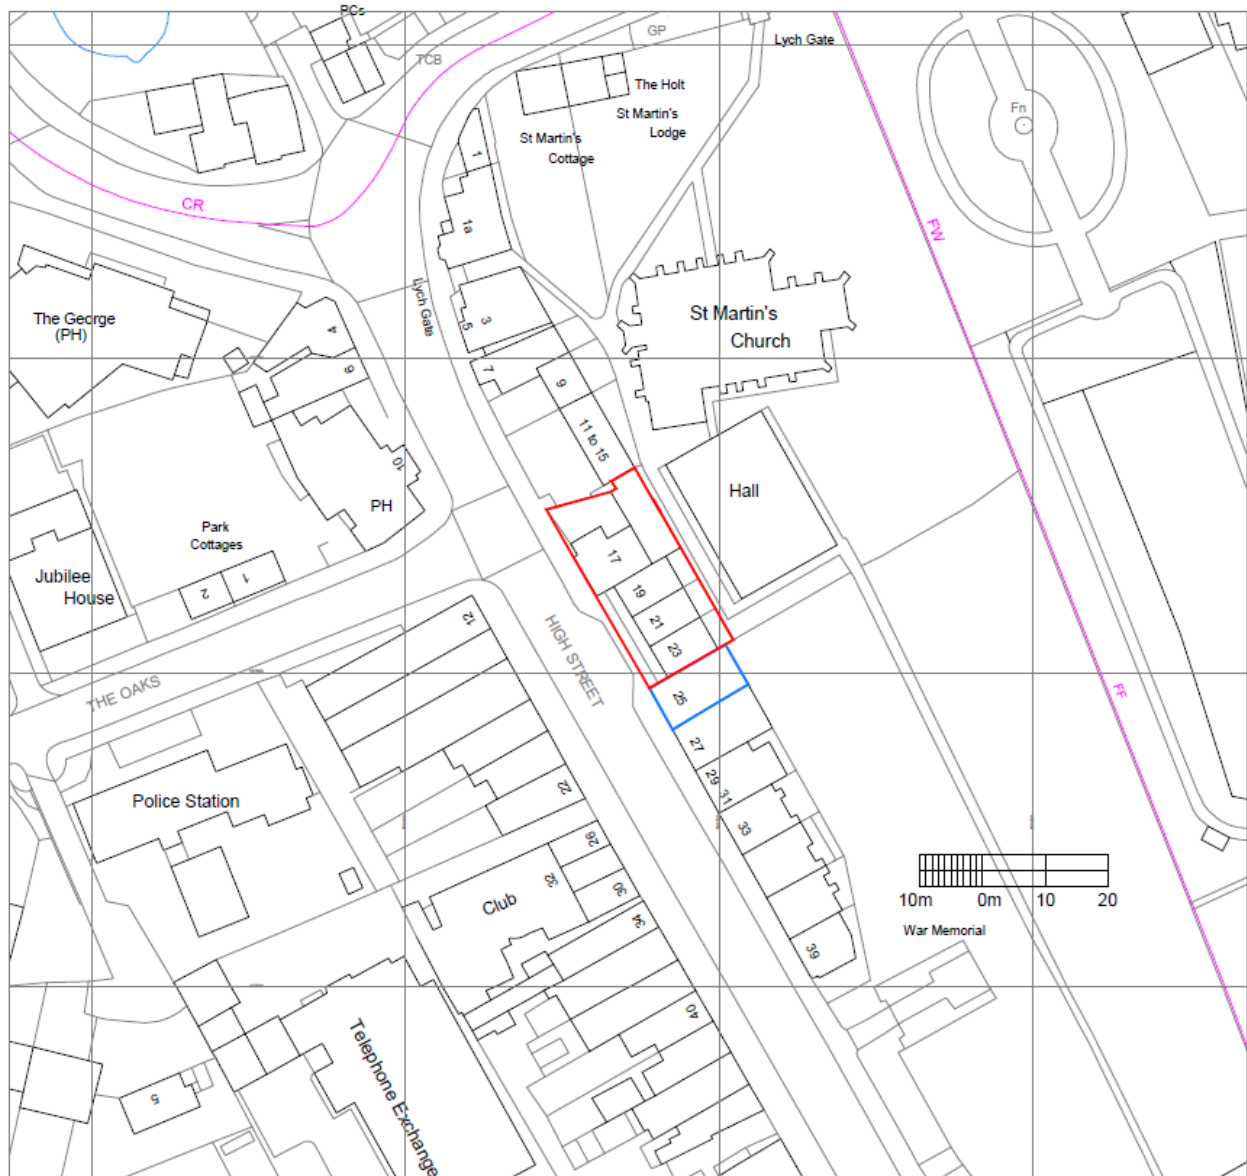 PCs
GP
Lych Gate
TCB
The Holt
St Martin's
Lodge
St Martin's
Cottage
Fn
1
1a
CR
FW
Lych Gate
The George
(PH)
St Martin's
Church
4
3
5
6
7
9
11 to 15
10
PH
Hall
Park
Cottages
Jubilee
House
1
2
17
19
21
23
12
HIGH STREET
THE OAKS
25
FF
27
29
31
33
Police Station
22
26
32
30
Club
34
39
10m
0m
10
20
War Memorial
40
Telephone Exchange
5